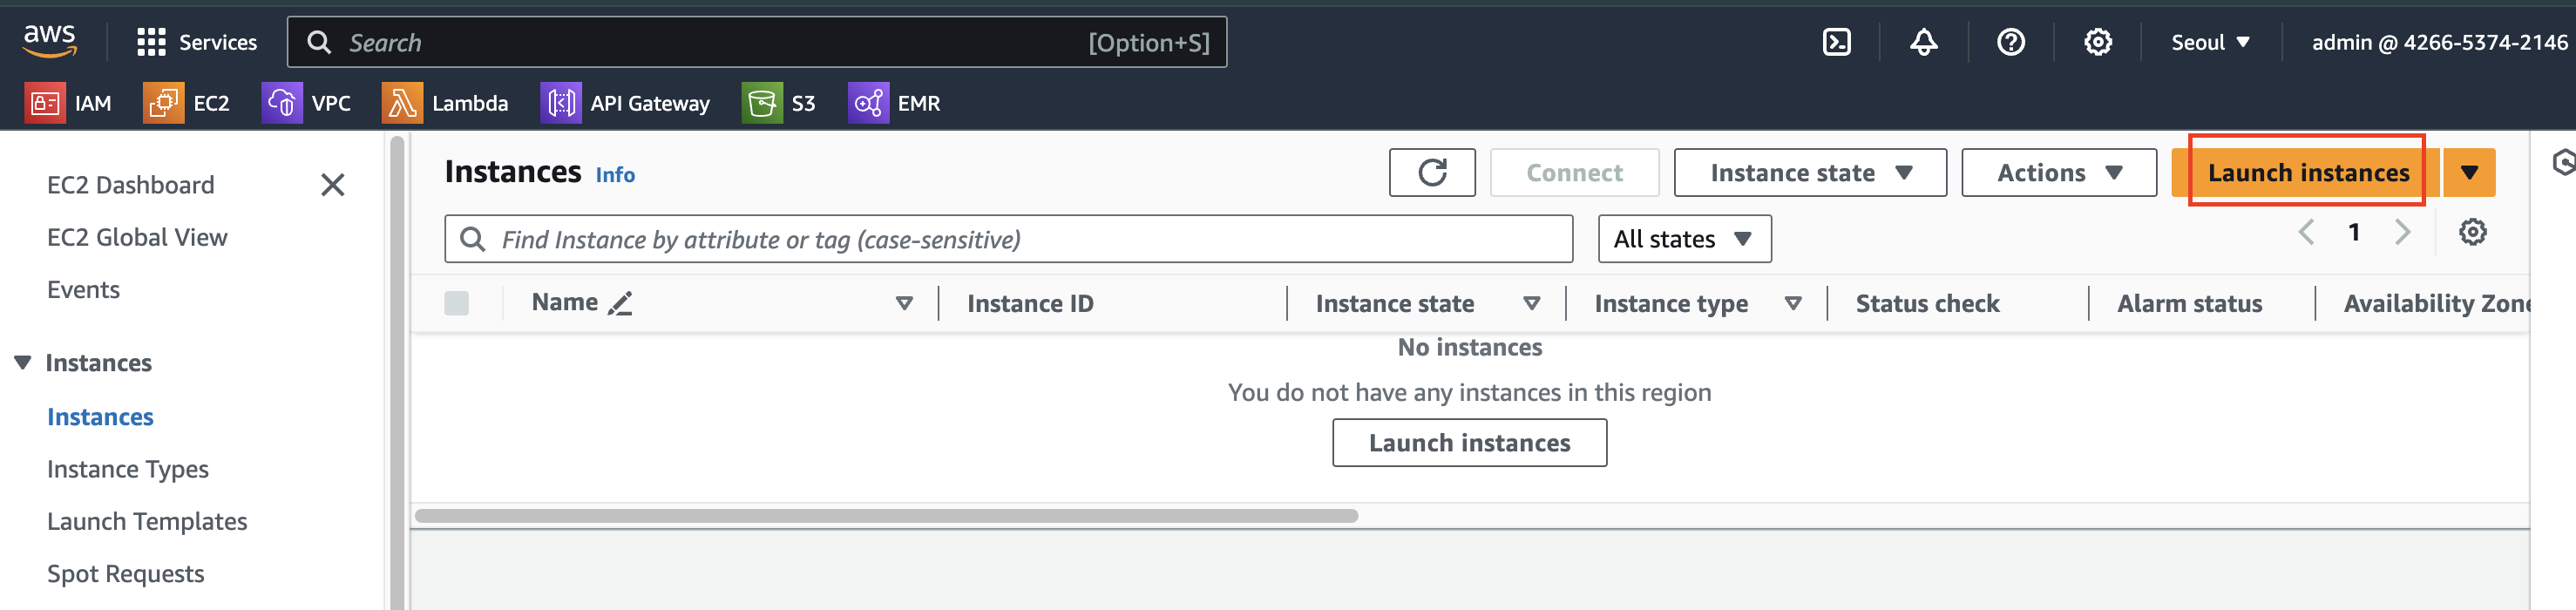 aws
Services
Search [Option+S]
Seoul
admin @ 4266-5374-2146
IAM EC2 VPC Lambda API Gateway S3 EMR
EC2 Dashboard
EC2 Global View
Events
Instances
Instances
Instance Types
Launch Templates
Spot Requests
Instances Info
Connect Instance state Actions Launch instances
Find Instance by attribute or tag (case-sensitive) All states 1
Name Instance ID Instance state Instance type Status check Alarm status Availability Zone
No instances
You do not have any instances in this region
Launch instances